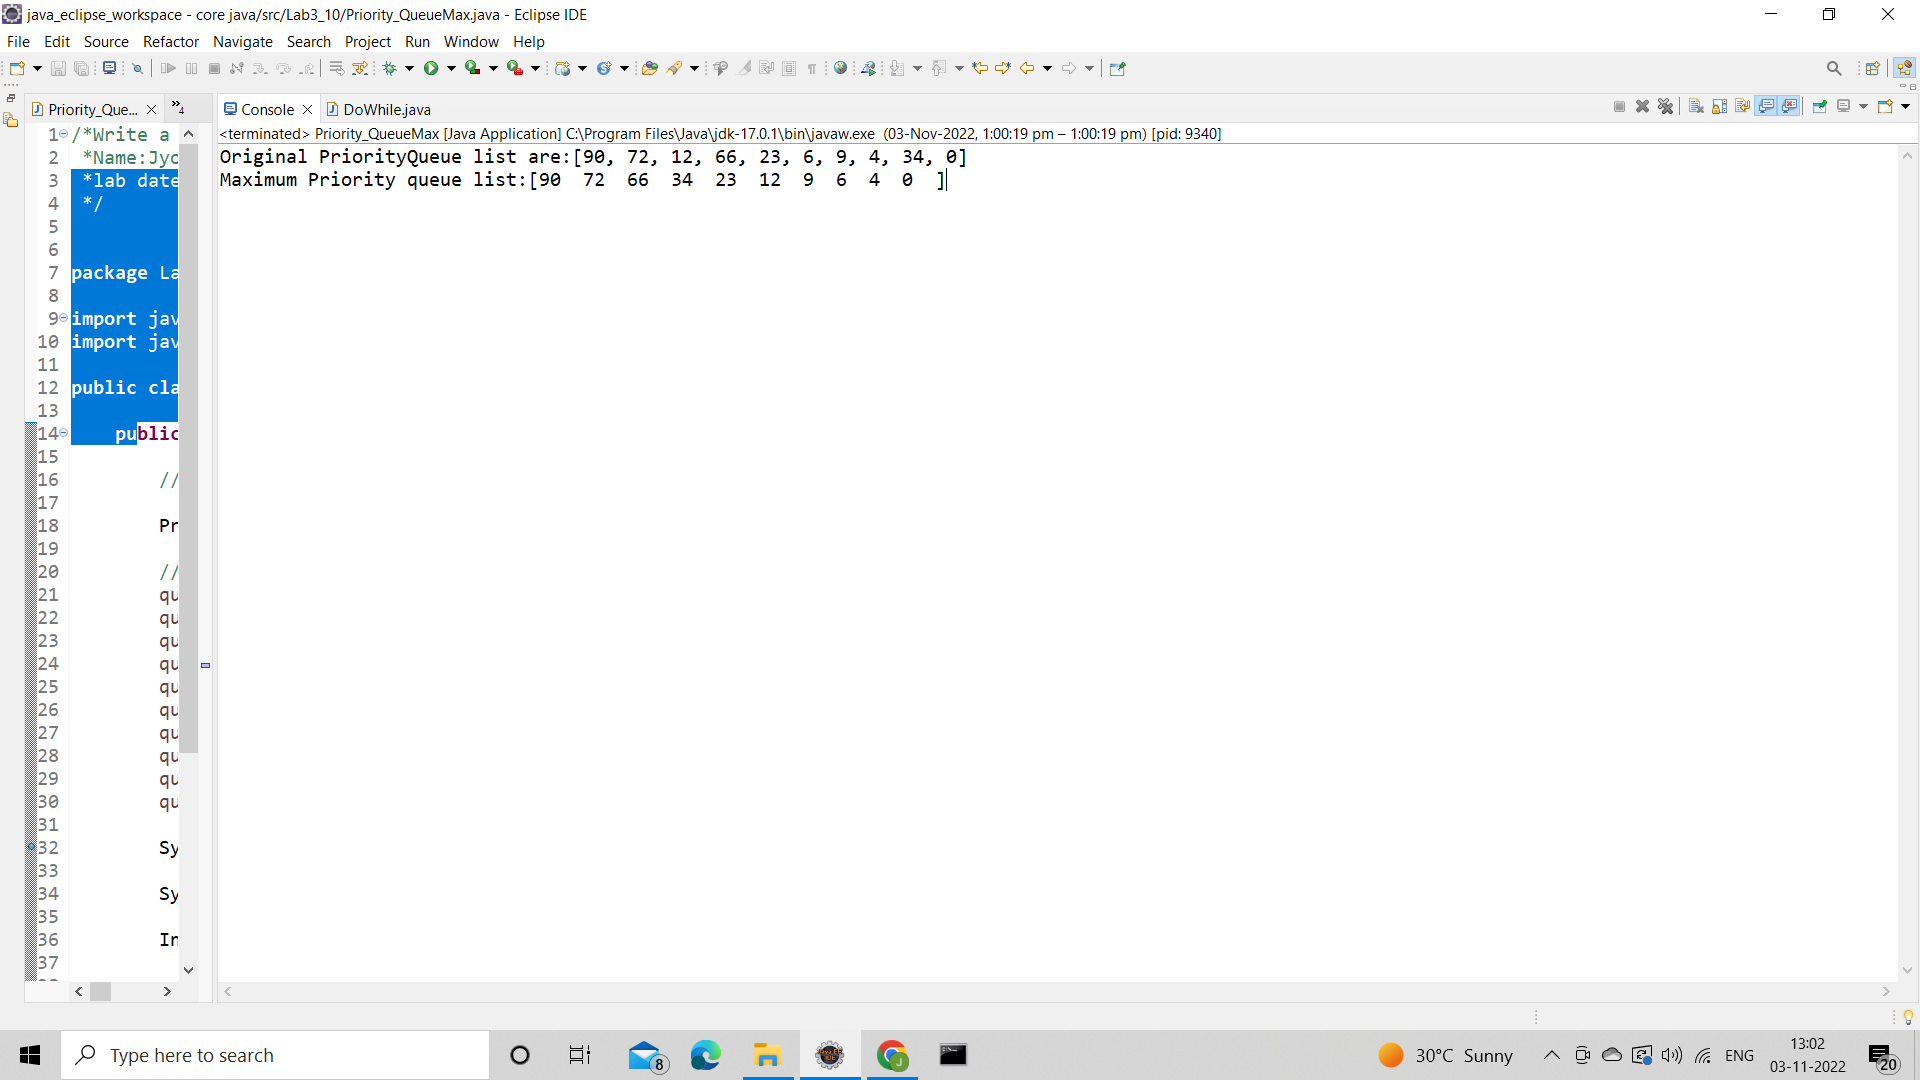 java_eclipse_workspace - core java/src/Lab3_10/Priority_QueueMax.java - Eclipse IDE
File Edit Source Refactor Navigate Search Project Run Window Help
Priority_Que... 4
Console DoWhile.java
<terminated> Priority_QueueMax [Java Application] C:\Program Files\Java\jdk-17.0.1\bin\javaw.exe (03-Nov-2022, 1:00:19 pm – 1:00:19 pm) [pid: 9340]
Original PriorityQueue list are:[90, 72, 12, 66, 23, 6, 9, 4, 34, 0]
Maximum Priority queue list:[90 72 66 34 23 12 9 6 4 0 ]
1 /*Write a
2 *Name:Jyc
3 *lab date
4 */
5
6
7 package La
8
9 import jav
10 import jav
11
12 public cla
13
14 public
15
16 //
17
18 Pr
19
20 //
21 qu
22 qu
23 qu
24 qu
25 qu
26 qu
27 qu
28 qu
29 qu
30 qu
31
32 Sy
33
34 Sy
35
36 In
37
Type here to search
8
30°C Sunny
ENG
13:02
03-11-2022
20